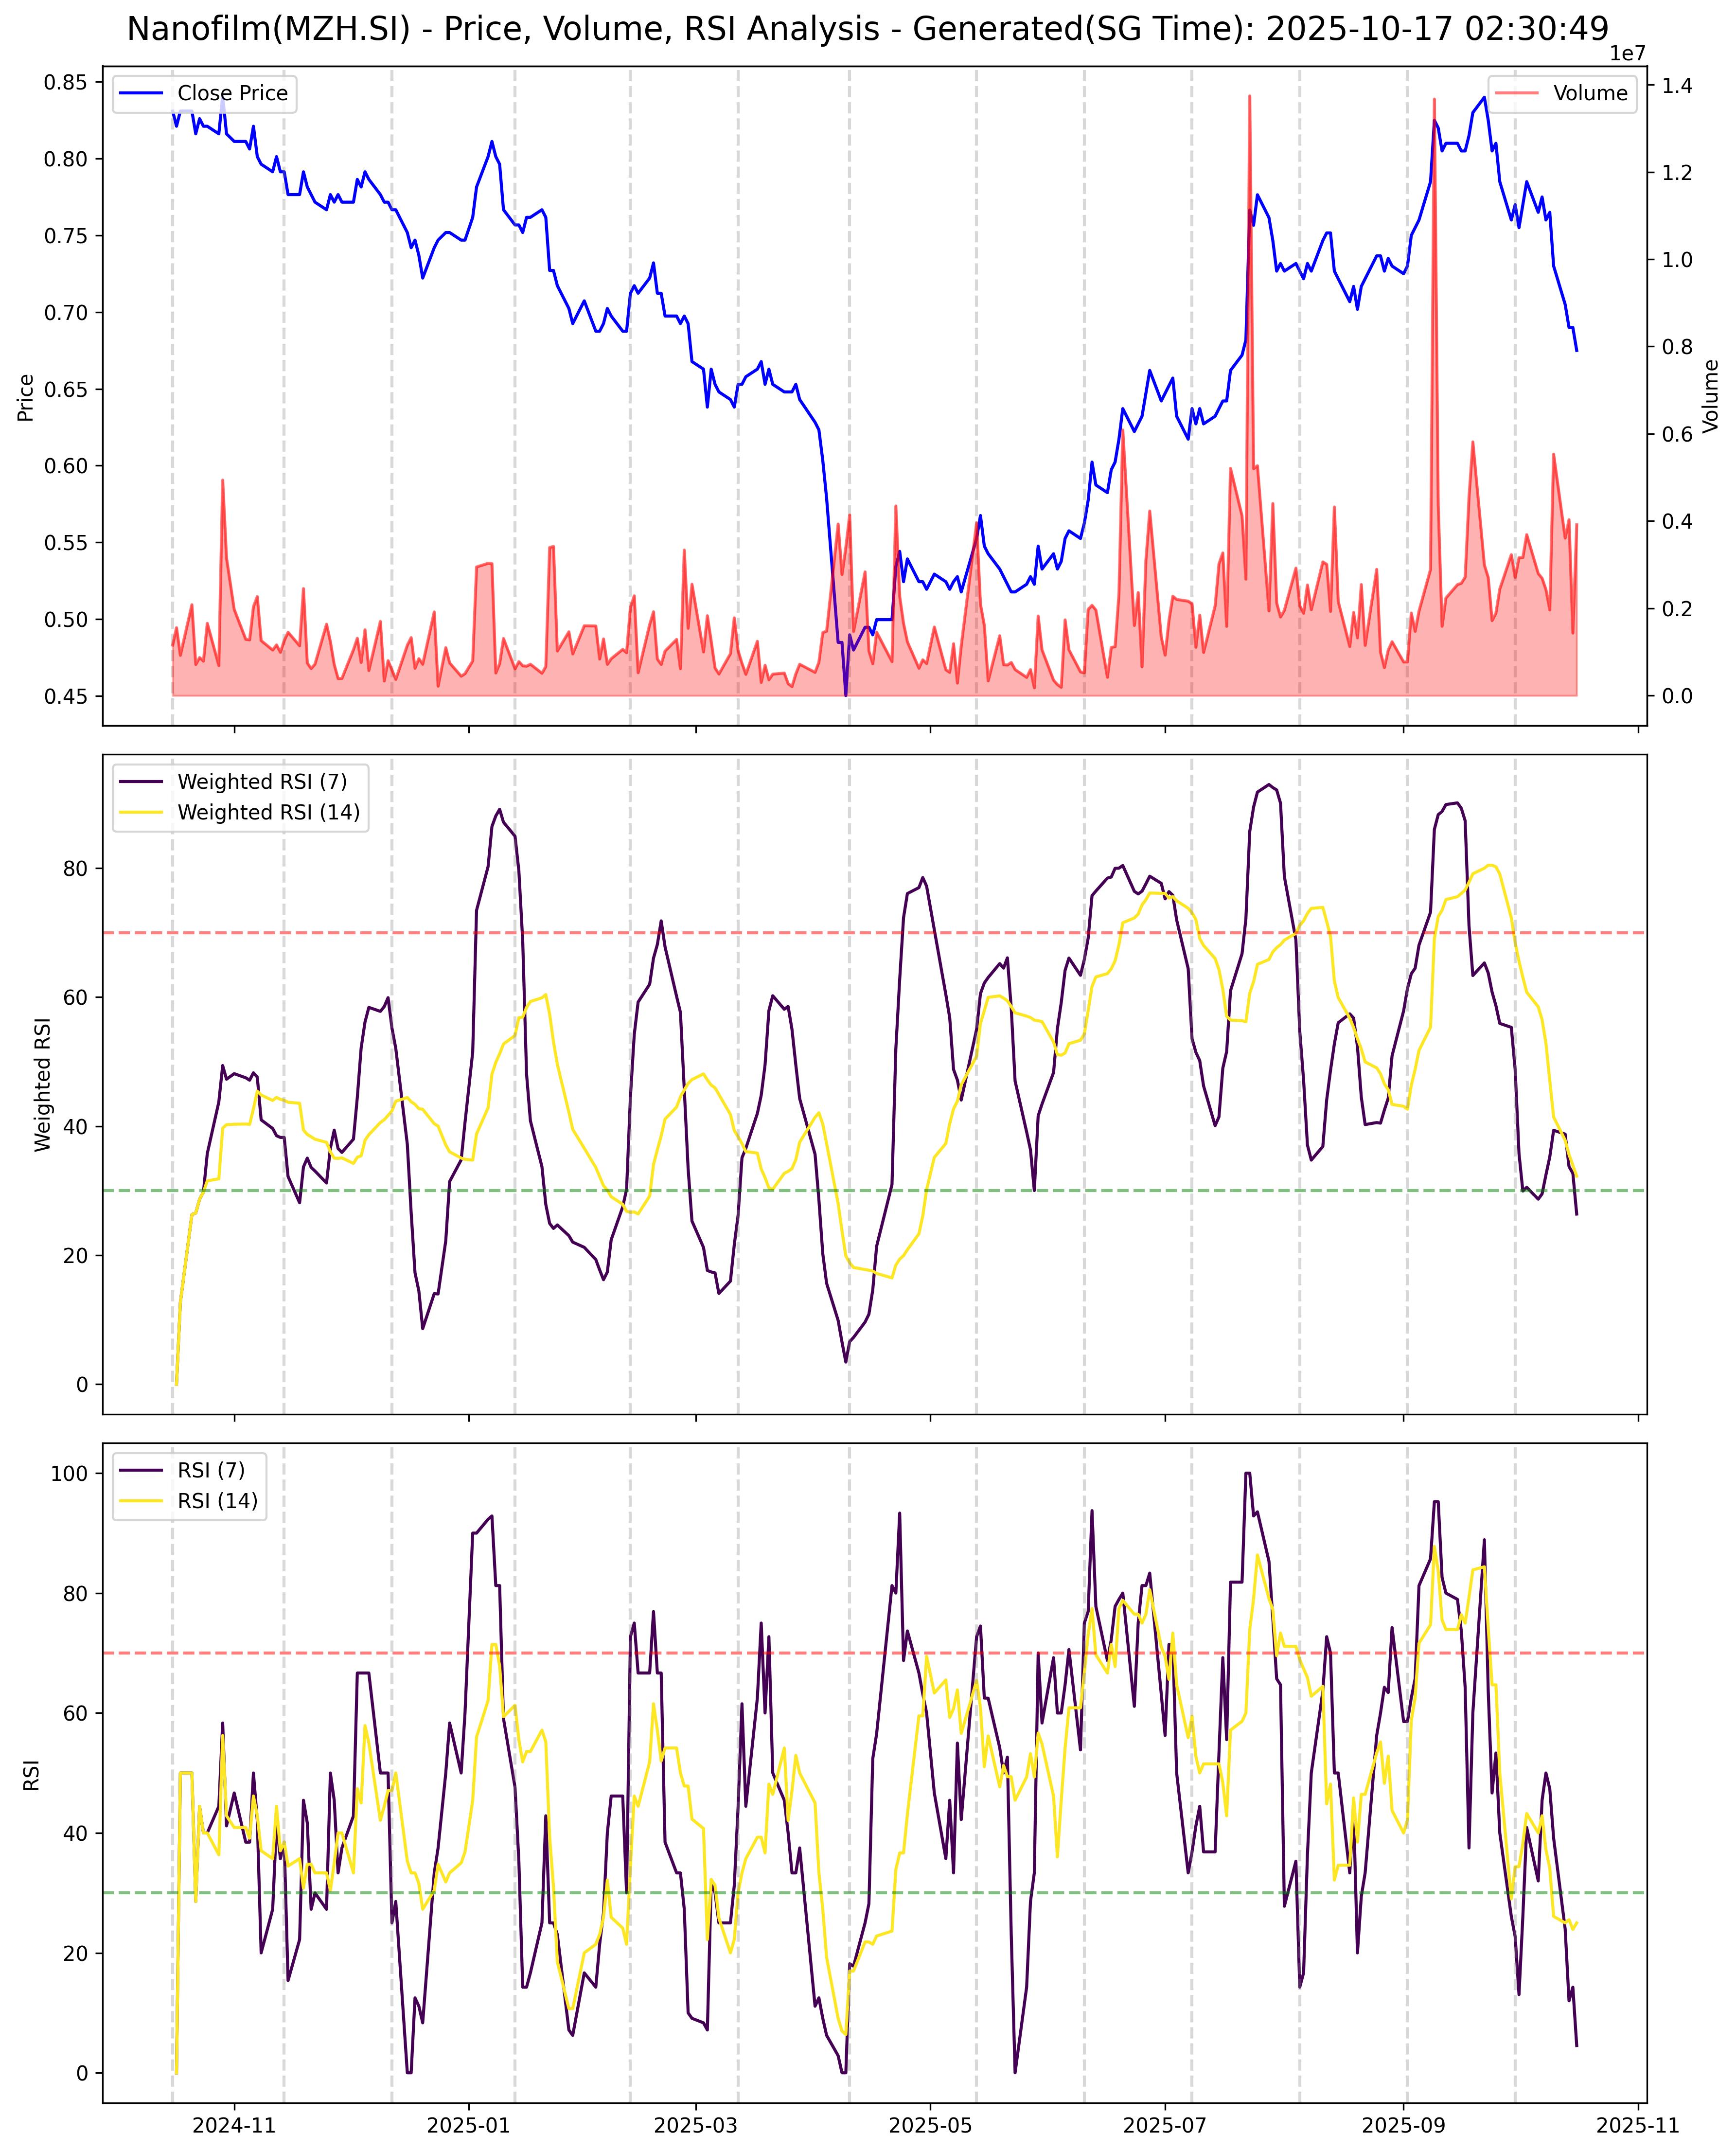 Nanofilm(MZH.SI) - Price, Volume, RSI Analysis - Generated(SG Time): 2025-10-17 02:30:49
1e7
Close Price
Volume
0.85
0.80
0.75
0.70
0.65
0.60
0.55
0.50
0.45
Price
1.4
1.2
1.0
0.8
0.6
0.4
0.2
0.0
Volume
Weighted RSI (7)
Weighted RSI (14)
80
60
40
20
0
Weighted RSI
RSI (7)
RSI (14)
100
80
60
40
20
0
RSI
2024-11
2025-01
2025-03
2025-05
2025-07
2025-09
2025-11